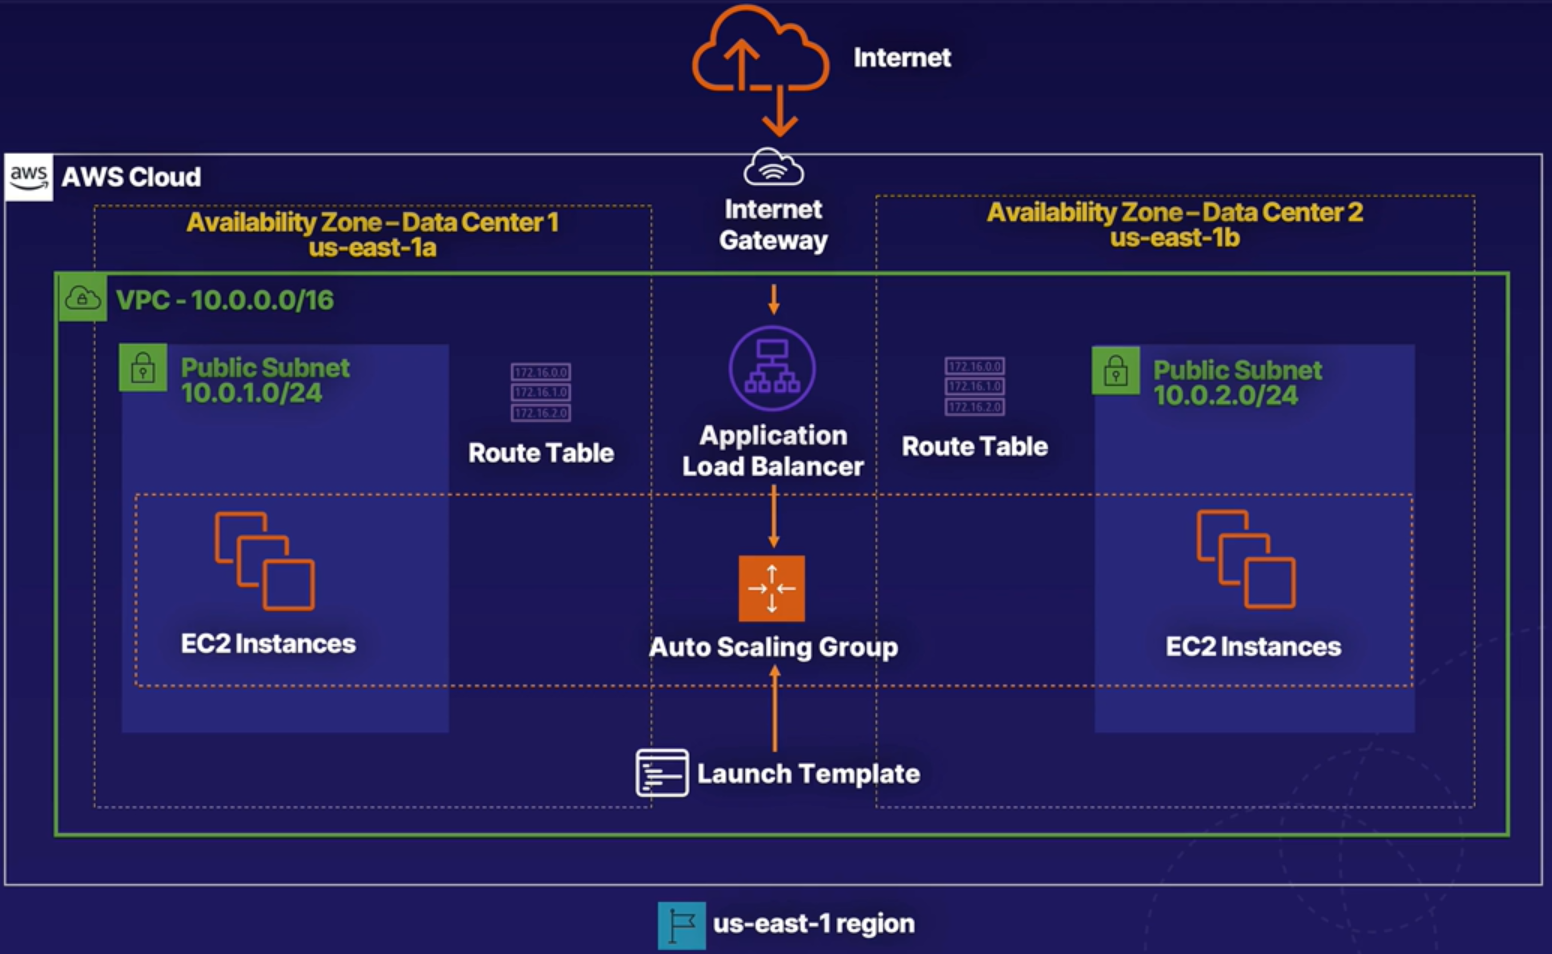 Internet
aws
AWS Cloud
Internet
Gateway
Availability Zone – Data Center 1
us-east-1a
Availability Zone – Data Center 2
us-east-1b
VPC - 10.0.0.0/16
Public Subnet
10.0.1.0/24
172.16.0.0
172.16.1.0
172.16.2.0
Route Table
Application
Load Balancer
172.16.0.0
172.16.1.0
172.16.2.0
Route Table
Public Subnet
10.0.2.0/24
EC2 Instances
Auto Scaling Group
EC2 Instances
Launch Template
us-east-1 region